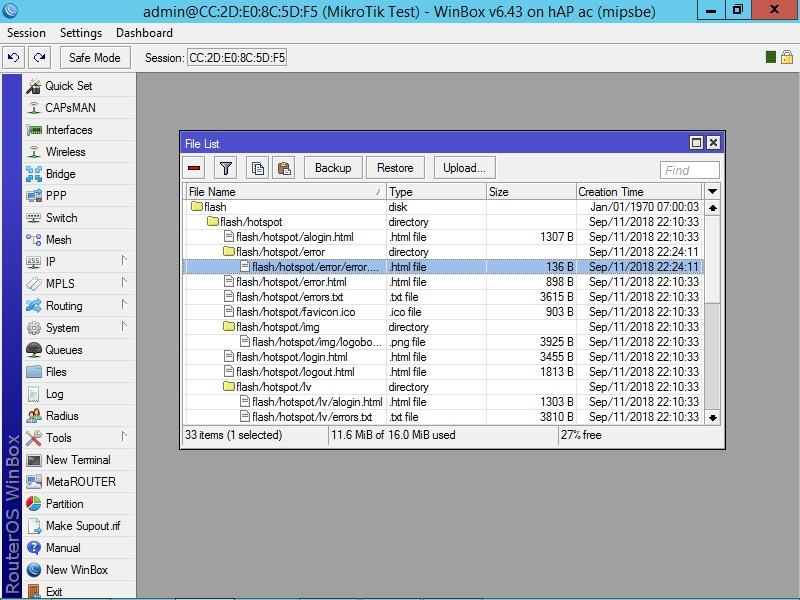 admin@CC:2D:E0:8C:5D:F5 (MikroTik Test) - WinBox v6.43 on hAP ac (mipsbe)
Session Settings Dashboard
Safe Mode Session: CC:2D:E0:8C:5D:F5
Quick Set
CAPsMAN
Interfaces
Wireless
Bridge
PPP
Switch
Mesh
IP
MPLS
Routing
System
Queues
Files
Log
Radius
Tools
New Terminal
MetaROUTER
Partition
Make Supout.rif
Manual
New WinBox
Exit
RouterOS WinBox
File List
Backup Restore Upload... Find
File Name / Type Size Creation Time
flash disk Jan/01/1970 07:00:03
flash/hotspot directory Sep/11/2018 22:10:33
flash/hotspot/alogin.html .html file 1307 B Sep/11/2018 22:10:33
flash/hotspot/error directory Sep/11/2018 22:24:11
flash/hotspot/error/error.... .html file 136 B Sep/11/2018 22:24:11
flash/hotspot/error.html .html file 898 B Sep/11/2018 22:10:33
flash/hotspot/errors.txt .txt file 3615 B Sep/11/2018 22:10:33
flash/hotspot/favicon.ico .ico file 903 B Sep/11/2018 22:10:33
flash/hotspot/img directory Sep/11/2018 22:10:33
flash/hotspot/img/logobo... .png file 3925 B Sep/11/2018 22:10:33
flash/hotspot/login.html .html file 3455 B Sep/11/2018 22:10:33
flash/hotspot/logout.html .html file 1813 B Sep/11/2018 22:10:33
flash/hotspot/lv directory Sep/11/2018 22:10:33
flash/hotspot/lv/alogin.html .html file 1303 B Sep/11/2018 22:10:33
flash/hotspot/lv/errors.txt .txt file 3810 B Sep/11/2018 22:10:33
33 items (1 selected) 11.6 MiB of 16.0 MiB used 27% free